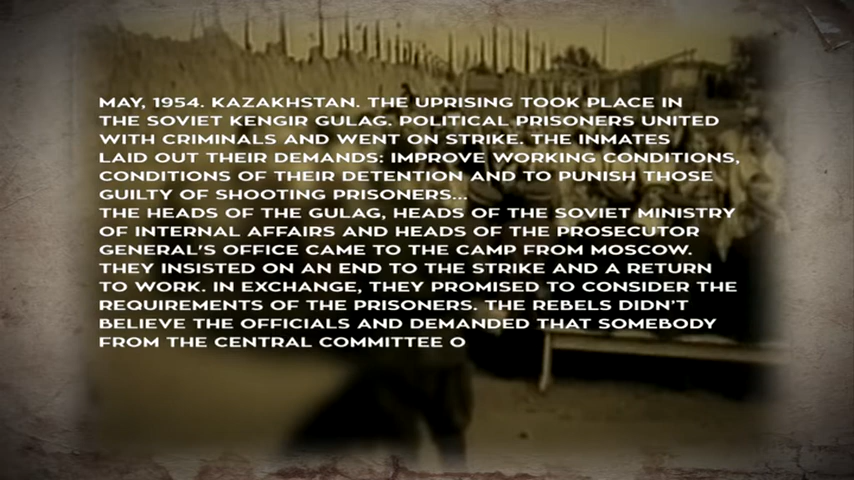 MAY, 1954. KAZAKHSTAN. THE UPRISING TOOK PLACE IN
THE SOVIET KENGIR GULAG. POLITICAL PRISONERS UNITED
WITH CRIMINALS AND WENT ON STRIKE. THE INMATES
LAID OUT THEIR DEMANDS: IMPROVE WORKING CONDITIONS,
CONDITIONS OF THEIR DETENTION AND TO PUNISH THOSE
GUILTY OF SHOOTING PRISONERS...
THE HEADS OF THE GULAG, HEADS OF THE SOVIET MINISTRY
OF INTERNAL AFFAIRS AND HEADS OF THE PROSECUTOR
GENERAL'S OFFICE CAME TO THE CAMP FROM MOSCOW.
THEY INSISTED ON AN END TO THE STRIKE AND A RETURN
TO WORK. IN EXCHANGE, THEY PROMISED TO CONSIDER THE
REQUIREMENTS OF THE PRISONERS. THE REBELS DIDN'T
BELIEVE THE OFFICIALS AND DEMANDED THAT SOMEBODY
FROM THE CENTRAL COMMITTEE O